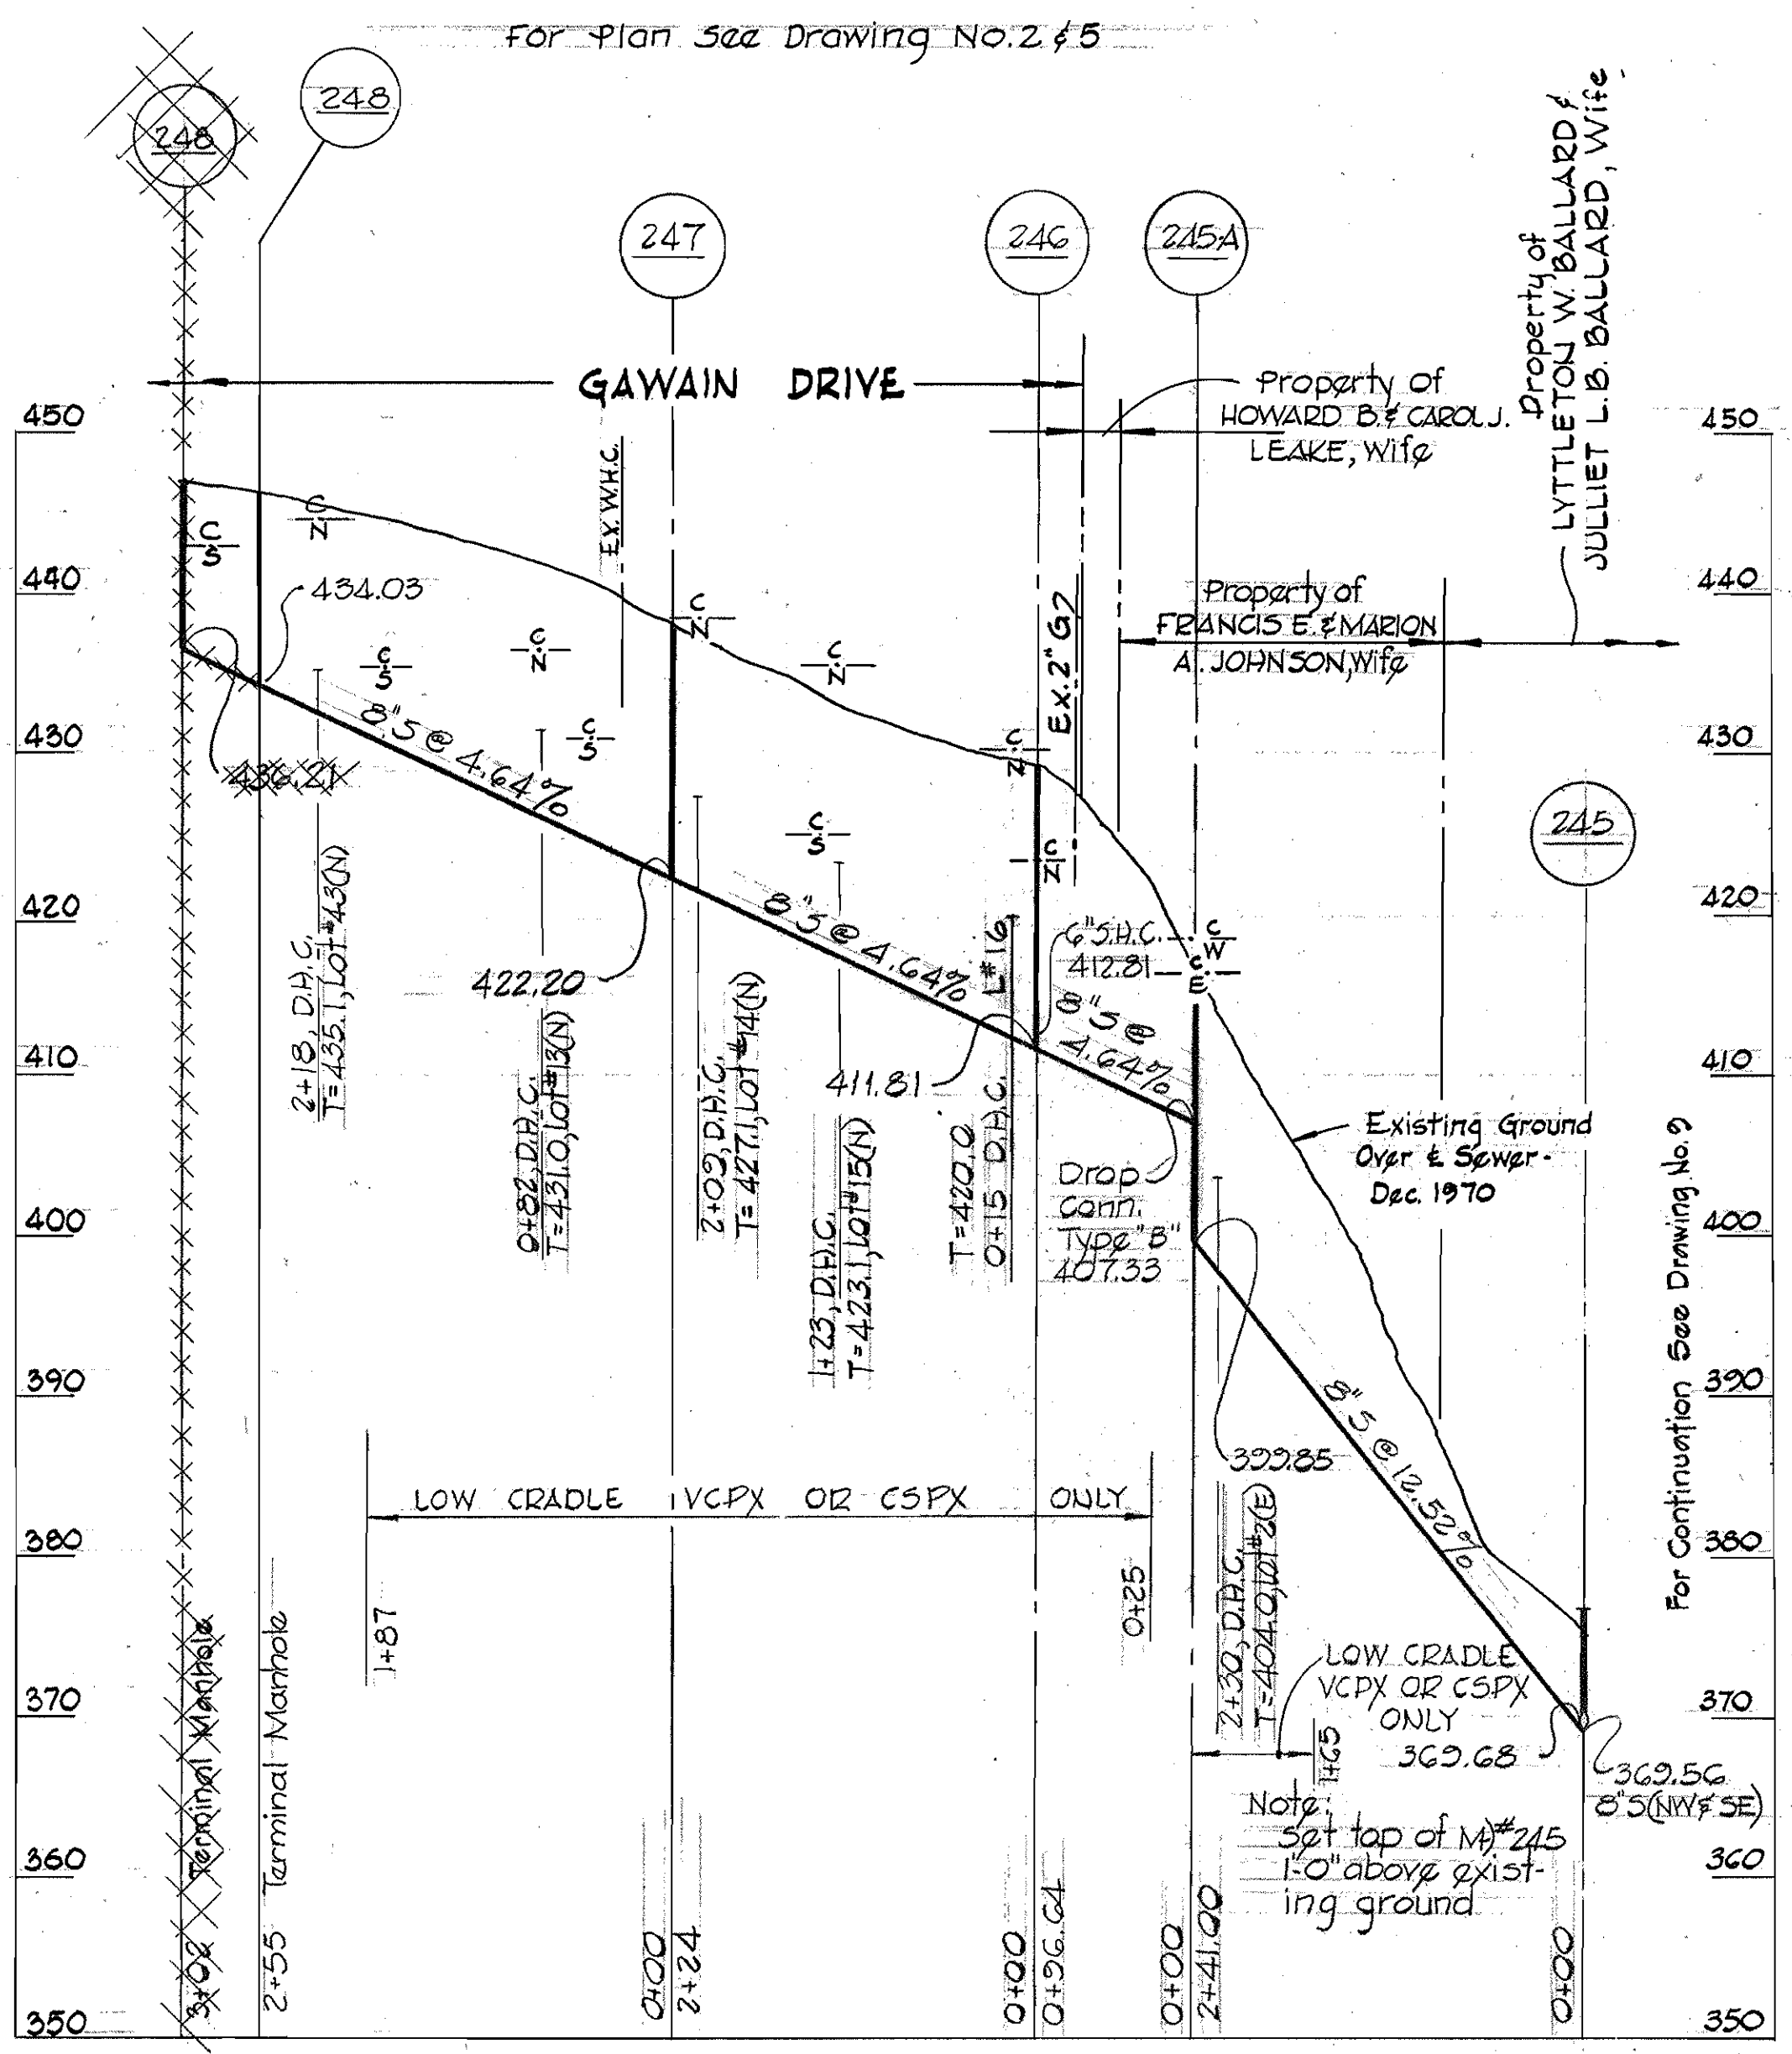 For Plan See Drawing No. 2 & 5
248
248
247
246
245-A
Property of
LYTTLETON W. BALLARD &
JULLIET L.B. BALLARD, Wife
GAWAIN DRIVE
Property of
HOWARD B. & CAROL J.
LEAKE, Wife
450
450
EX. W.H.C.
C
S
C
N
440
434.03
C
N
EX. 2" G
Property of
FRANCIS E. & MARION
A. JOHNSON, Wife
440
C
S
C
N
C
N
430
8" S @ 4.64%
C
S
C
N
430
436.21
245
C
S
C
N
420
2+18, D.H.C.
T=435.1, Lot #43(N)
8" S @ 4.64%
L#16
6" S.H.C.
412.81
C
W
C
E
420
422.20
8" S @
4.64%
410
411.81
410
0+82, D.H.C.
T=431.0, Lot #13(N)
2+09, D.H.C.
T=427.1, Lot #14(N)
1+23, D.H.C.
T=423.1, Lot #15(N)
T=420.0
0+15 D.H.C.
Drop
Conn.
Type "B"
407.33
Existing Ground
Over ℄ Sewer-
Dec. 1970
400
400
For Continuation See Drawing No. 9
390
8" S @ 12.52%
390
399.85
LOW CRADLE VCPX OR CSPX ONLY
380
380
1+87
0+25
2+30, D.H.C.
T=404.0, Lot #2(E)
LOW CRADLE
VCPX OR CSPX
ONLY
370
370
1+65
369.68
369.56
8" S (NW & SE)
Note:
Set top of MH #245
1'-0" above exist-
ing ground
360
360
3+02 Terminal Manhole
2+55 Terminal Manhole
0+00
2+24
0+00
0+96.64
0+00
2+41.00
0+00
350
350